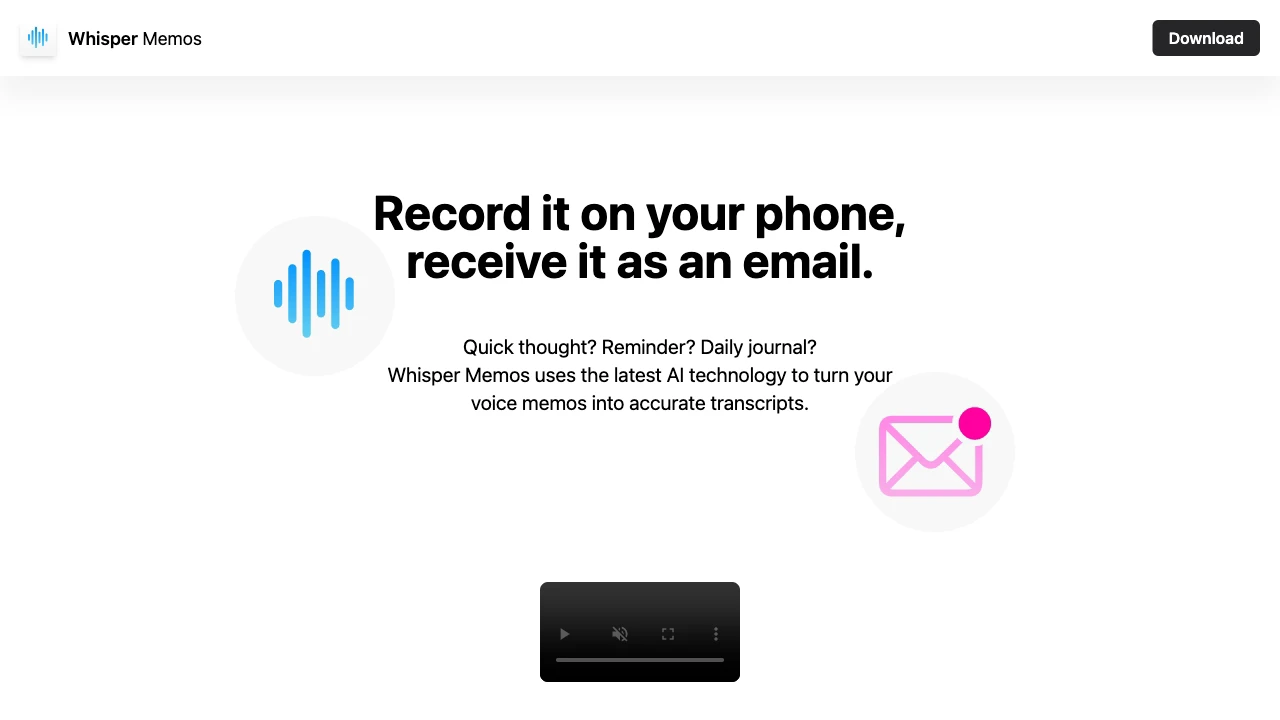 Whisper Memos
Download
Record it on your phone,
receive it as an email.
Quick thought? Reminder? Daily journal?
Whisper Memos uses the latest AI technology to turn your
voice memos into accurate transcripts.